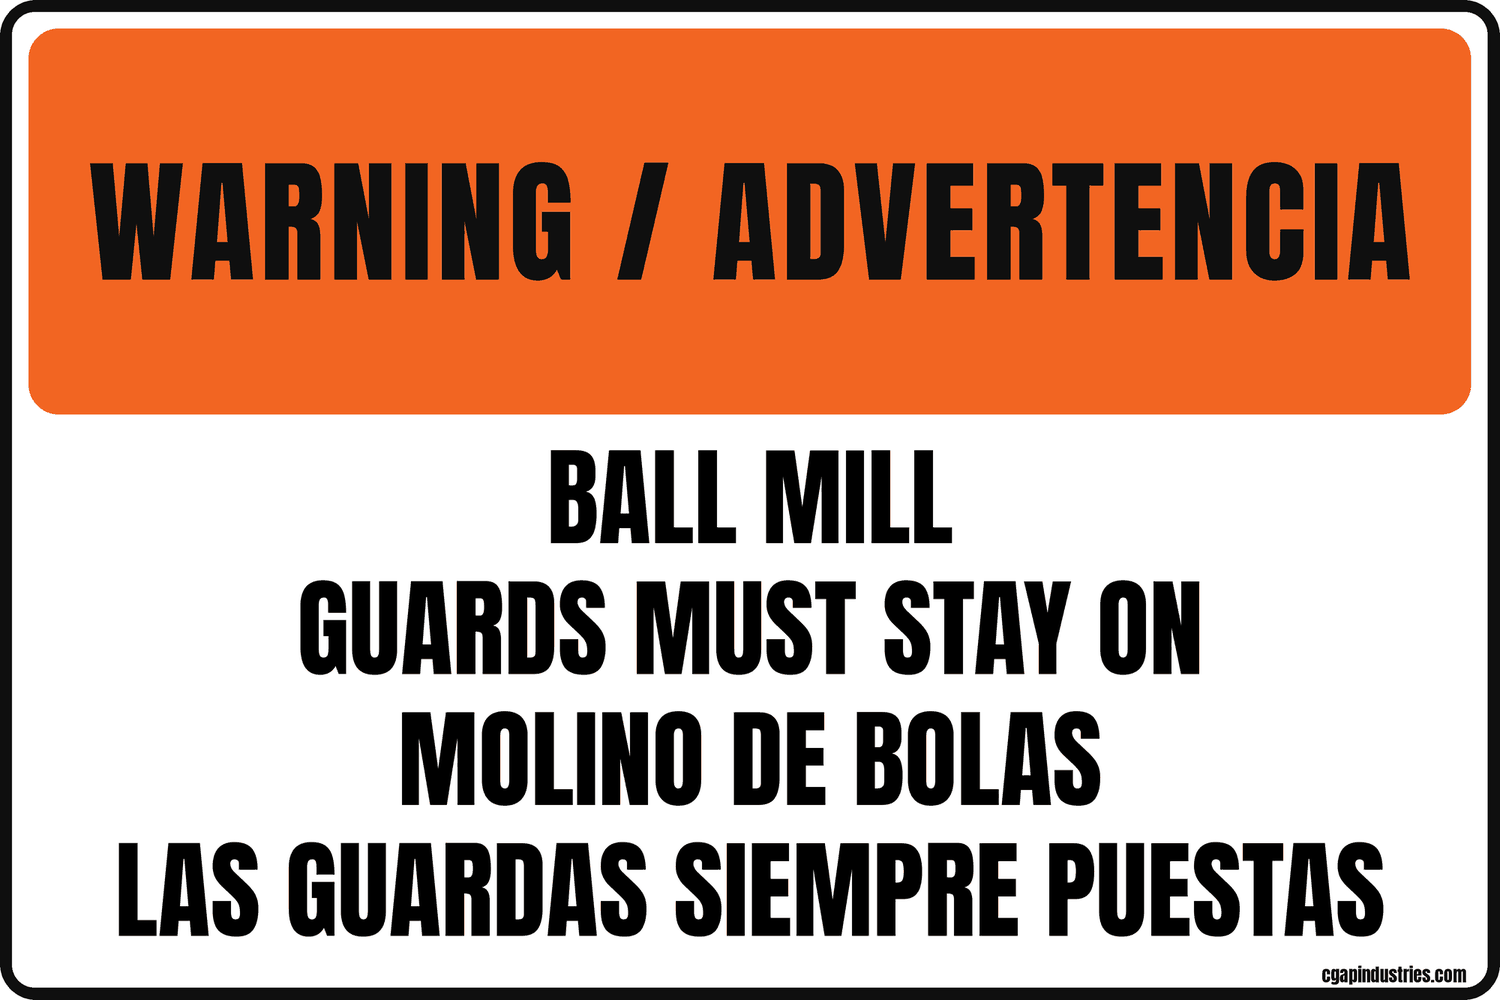 WARNING / ADVERTENCIA
BALL MILL
GUARDS MUST STAY ON
MOLINO DE BOLAS
LAS GUARDAS SIEMPRE PUESTAS
cgapindustries.com